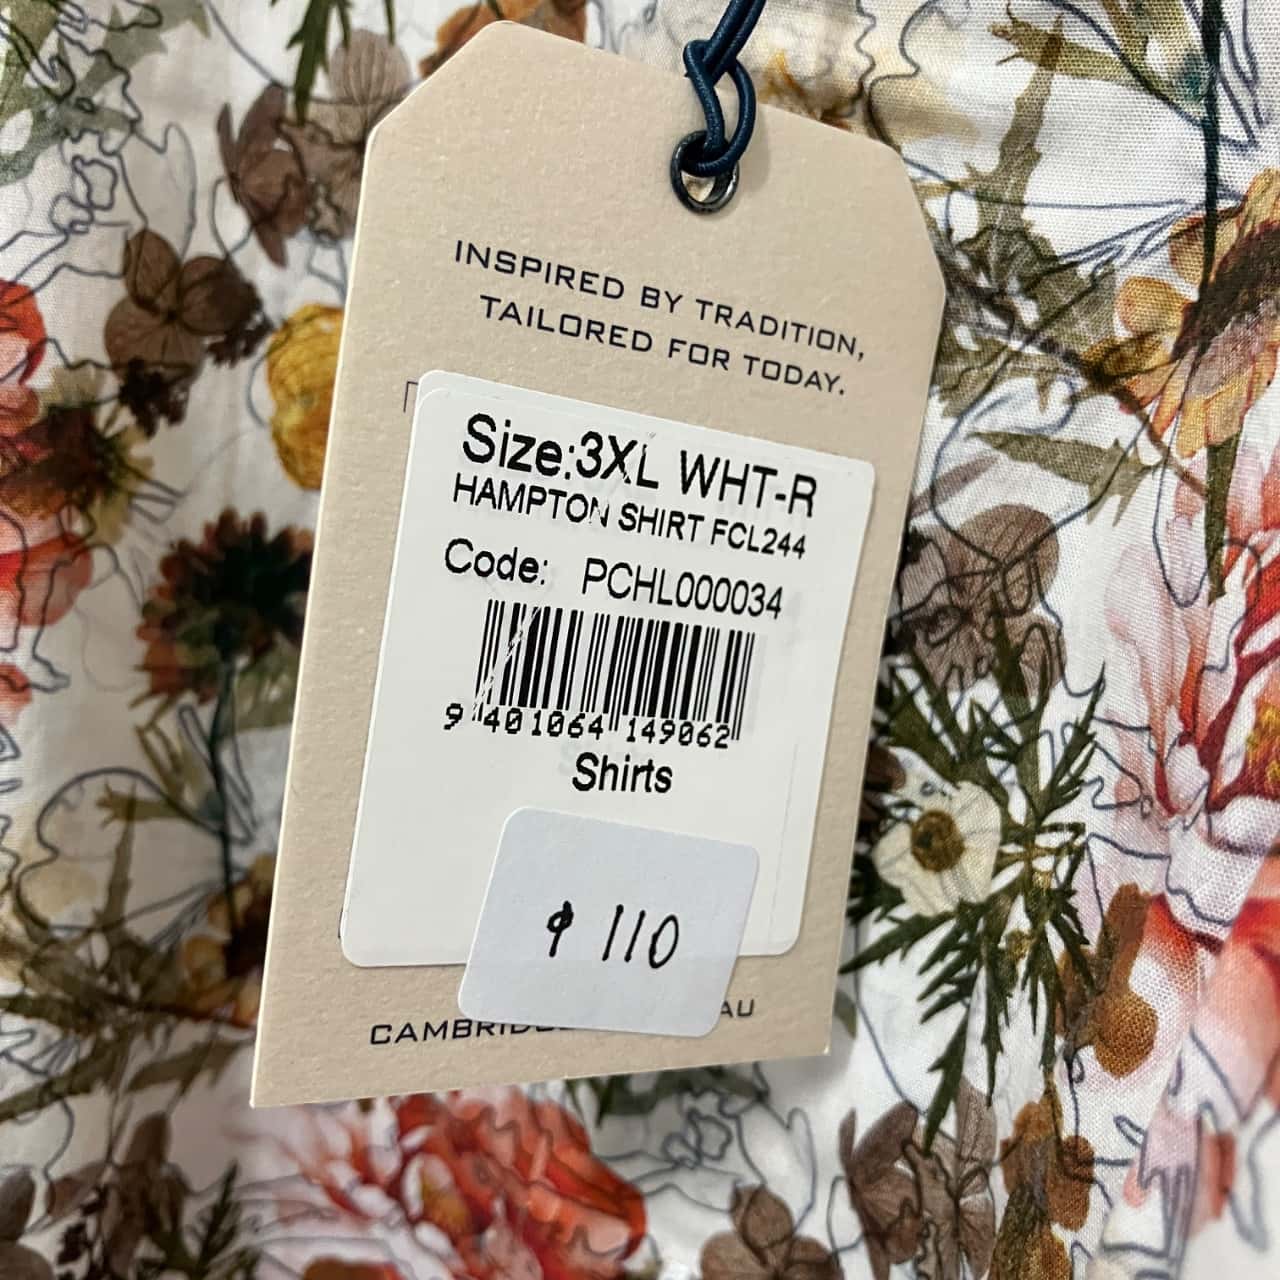 INSPIRED BY TRADITION,
TAILORED FOR TODAY.
Size:3XL WHT-R
HAMPTON SHIRT FCL244
Code: PCHL000034
9 401064 149062
Shirts
$ 110